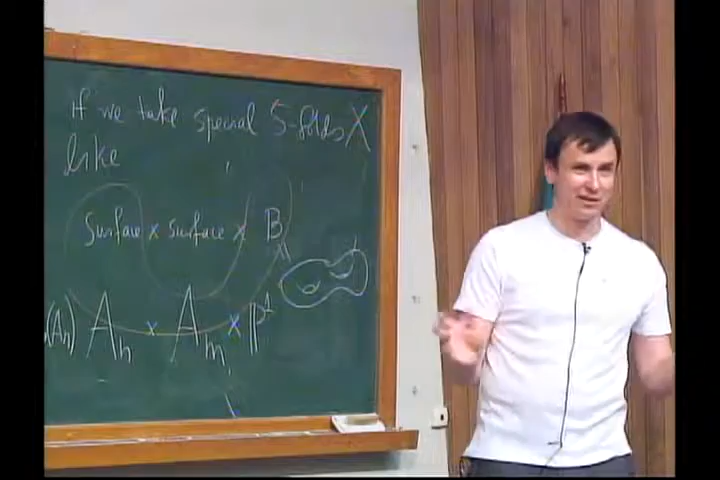 If we take special 5-folds X
like
Surface x surface x B
(An) An x Am x P1